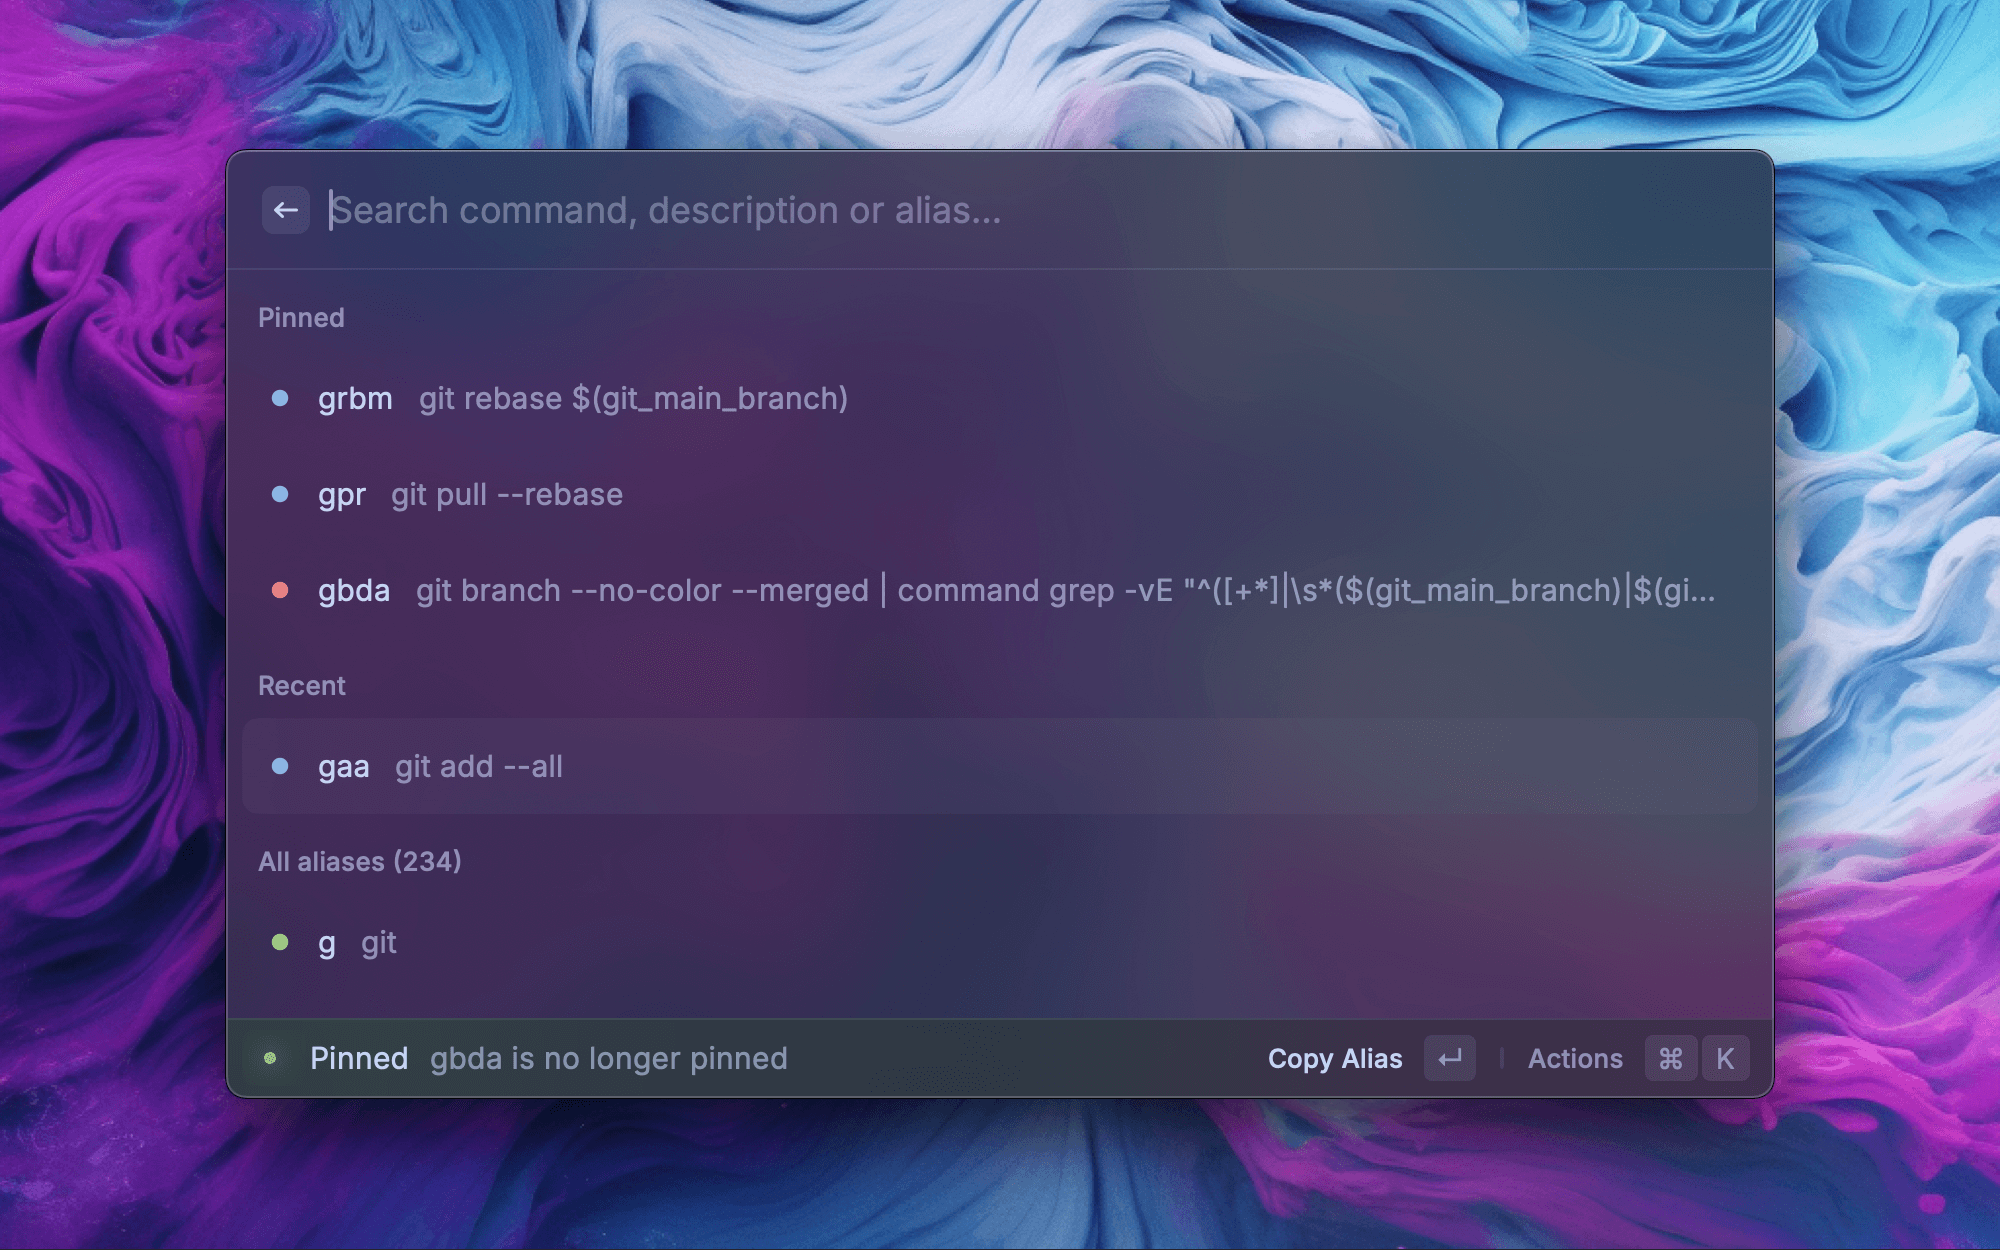 Search command, description or alias...
Pinned
grbm git rebase $(git_main_branch)
gpr git pull --rebase
gbda git branch --no-color --merged | command grep -vE "^([+*]|\s*($(git_main_branch)|$(gi...
Recent
gaa git add --all
All aliases (234)
g git
Pinned gbda is no longer pinned Copy Alias ↵ | Actions ⌘ K